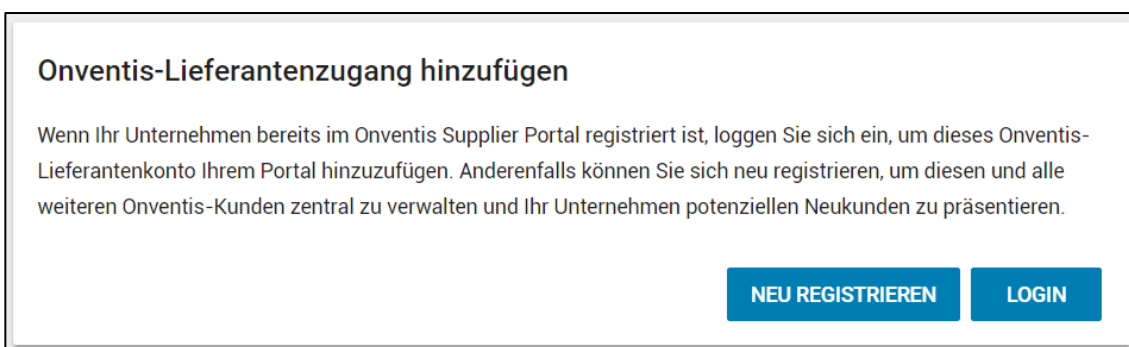 Onventis-Lieferantenzugang hinzufügen
Wenn Ihr Unternehmen bereits im Onventis Supplier Portal registriert ist, loggen Sie sich ein, um dieses Onventis-
Lieferantenkonto Ihrem Portal hinzuzufügen. Anderenfalls können Sie sich neu registrieren, um diesen und alle
weiteren Onventis-Kunden zentral zu verwalten und Ihr Unternehmen potenziellen Neukunden zu präsentieren.
NEU REGISTRIEREN LOGIN